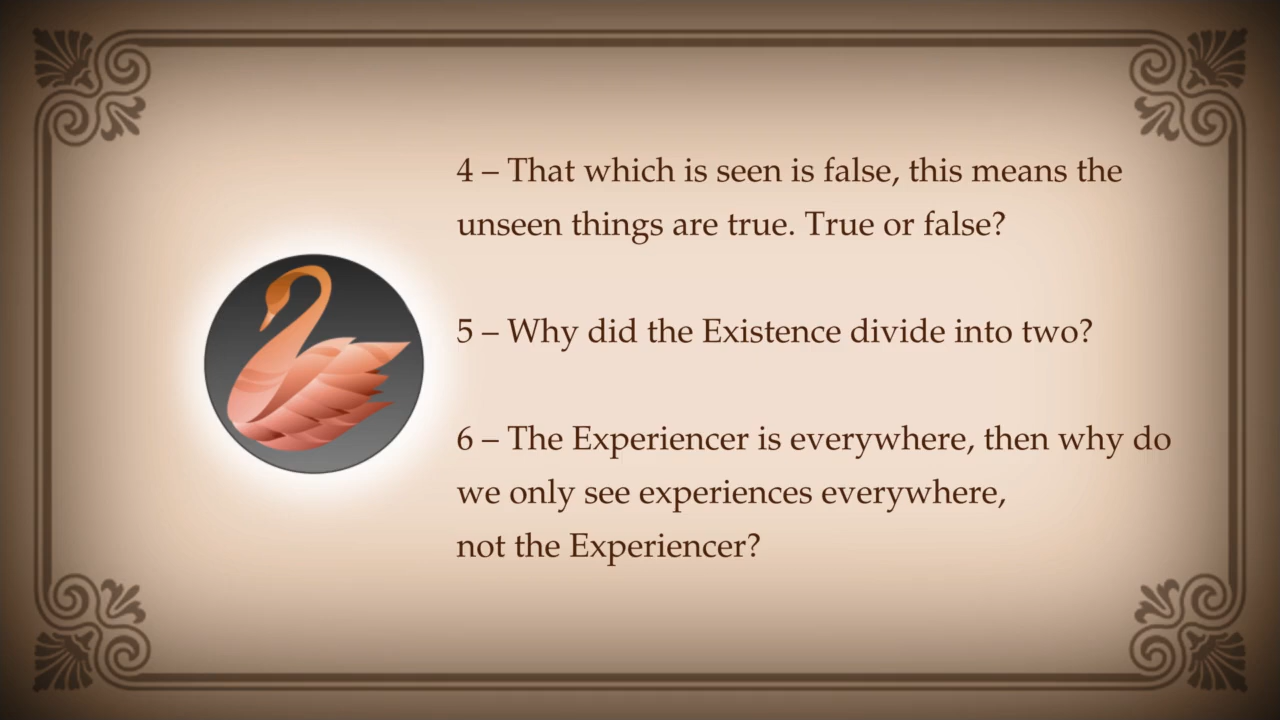 4 – That which is seen is false, this means the
unseen things are true. True or false?
5 – Why did the Existence divide into two?
6 – The Experiencer is everywhere, then why do
we only see experiences everywhere,
not the Experiencer?